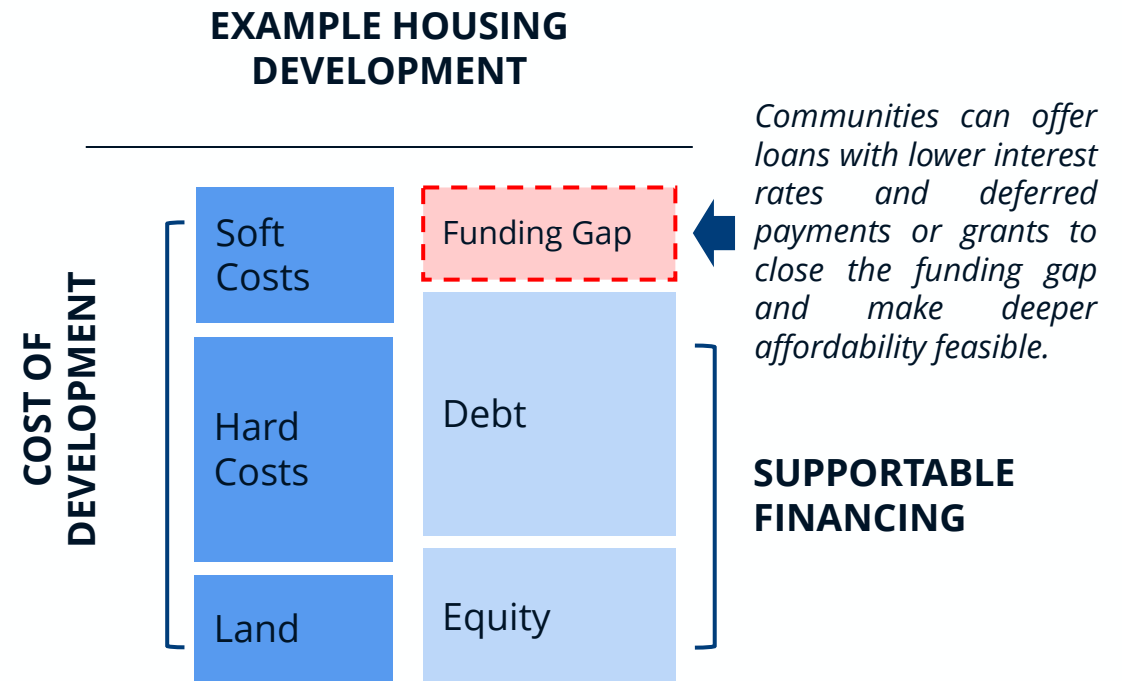 EXAMPLE HOUSING
DEVELOPMENT
COST OF
DEVELOPMENT
Soft
Costs
Hard
Costs
Land
Funding Gap
Debt
Equity
Communities can offer
loans with lower interest
rates and deferred
payments or grants to
close the funding gap
and make deeper
affordability feasible.
SUPPORTABLE
FINANCING